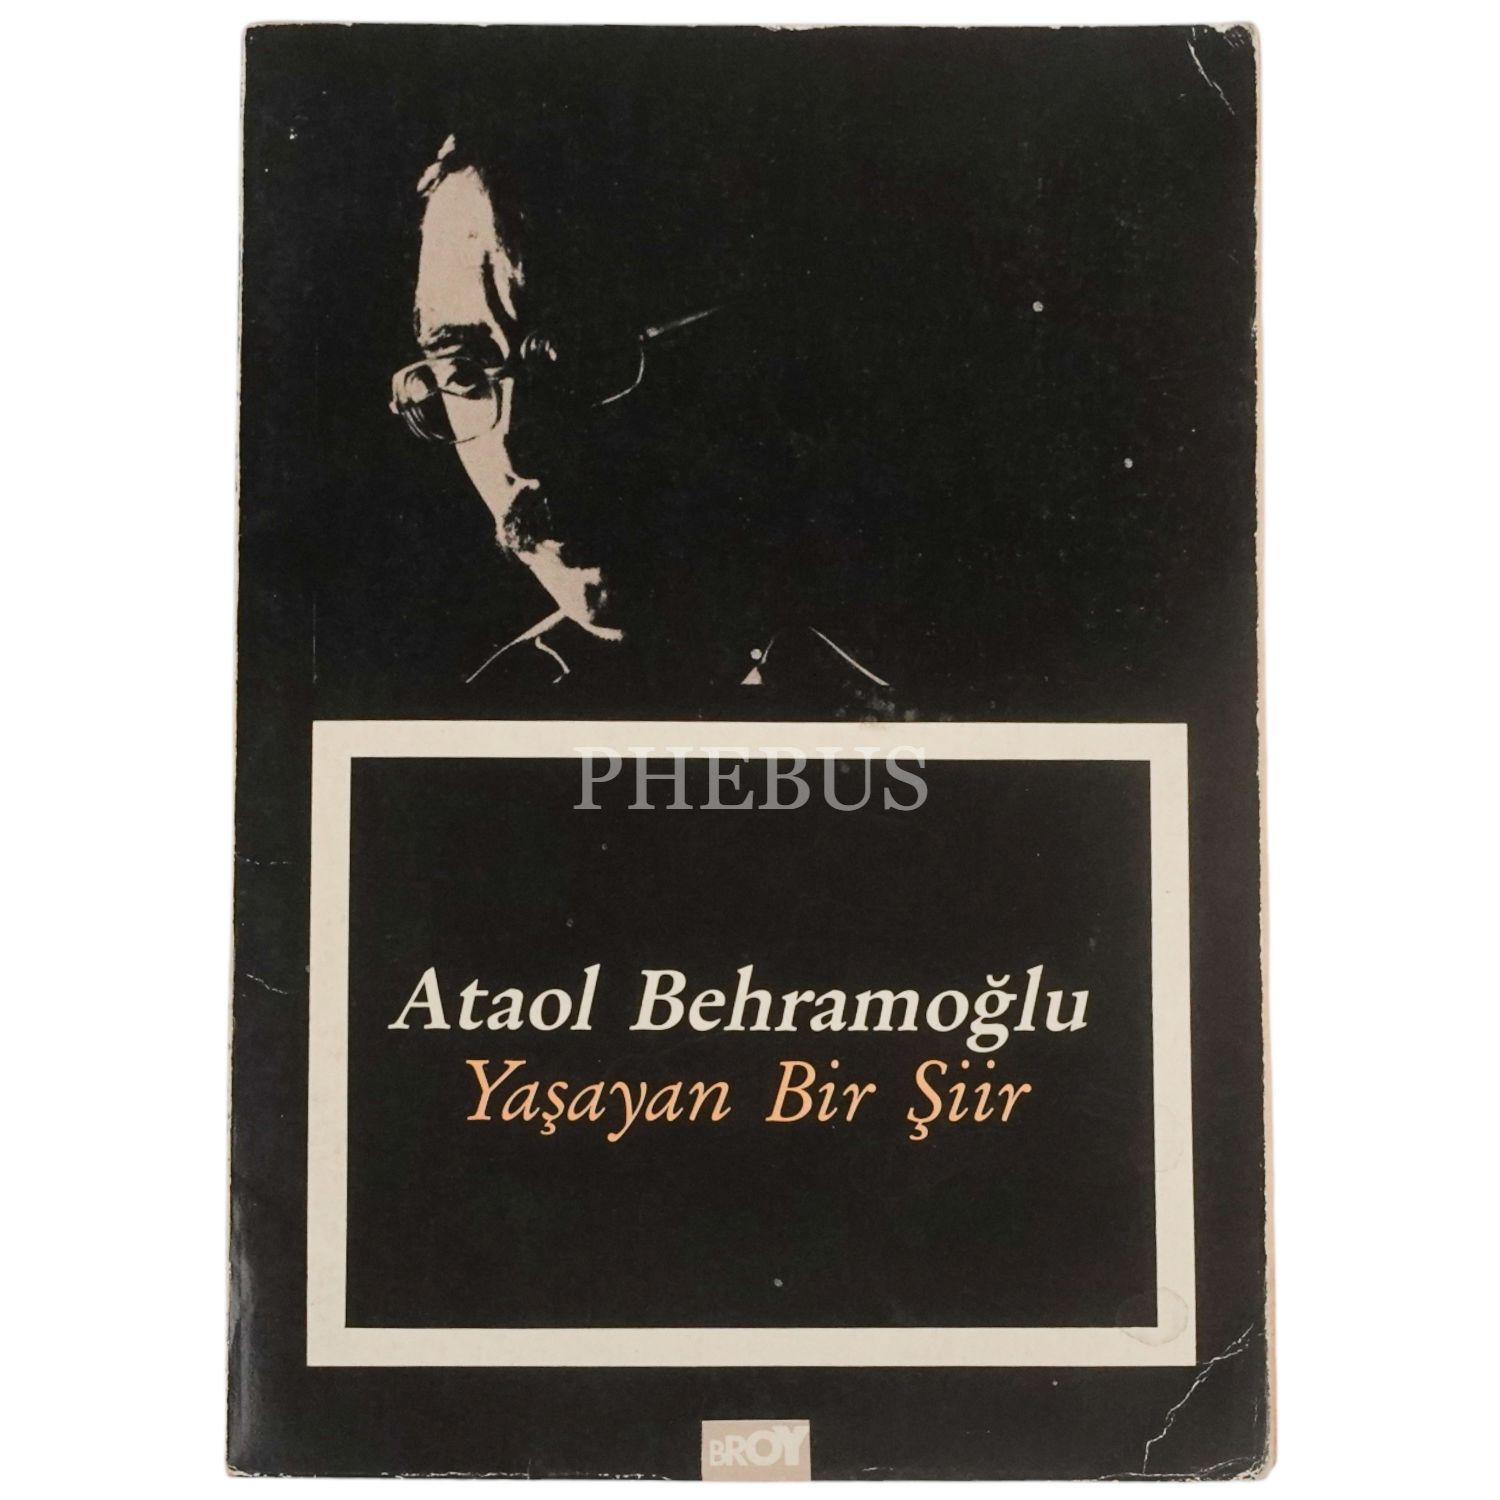 PHEBUS
Ataol Behramoğlu
Yaşayan Bir Şiir
BROY